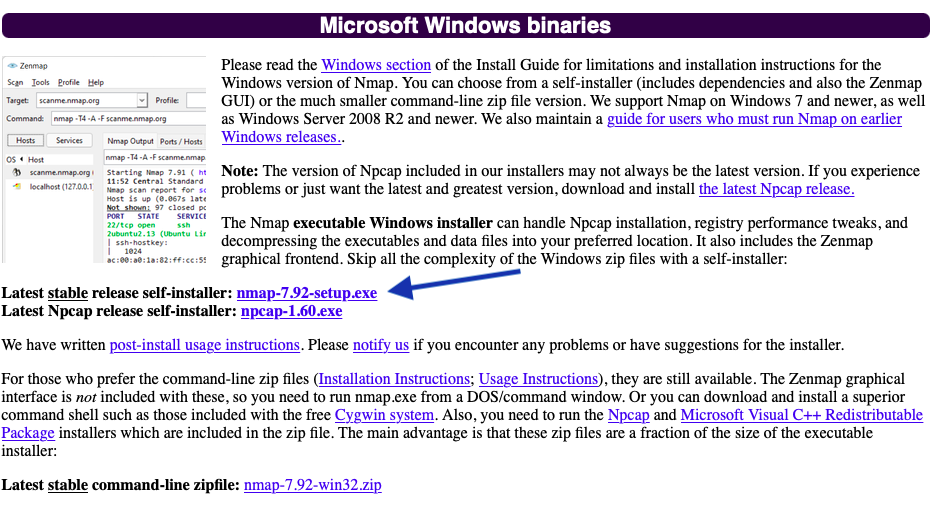 Microsoft Windows binaries
Zenmap
Scan Tools Profile Help
Target: scanme.nmap.org Profile:
Command: nmap -T4 -A -F scanme.nmap.org
Hosts Services Nmap Output Ports / Hosts
OS Host nmap -T4 -A -F scanme.nmap.
scanme.nmap.org (
localhost (127.0.0.1)
Starting Nmap 7.91 ( ht
11:52 Central Standard
Nmap scan report for sc
Host is up (0.067s late
Not shown: 97 closed po
PORT STATE SERVICE
22/tcp open ssh
2ubuntu2.13 (Ubuntu Lin
| ssh-hostkey:
| 1024
ac:00:a0:1a:82:ff:cc:55
Please read the Windows section of the Install Guide for limitations and installation instructions for the
Windows version of Nmap. You can choose from a self-installer (includes dependencies and also the Zenmap
GUI) or the much smaller command-line zip file version. We support Nmap on Windows 7 and newer, as well
as Windows Server 2008 R2 and newer. We also maintain a guide for users who must run Nmap on earlier
Windows releases..
Note: The version of Npcap included in our installers may not always be the latest version. If you experience
problems or just want the latest and greatest version, download and install the latest Npcap release.
The Nmap executable Windows installer can handle Npcap installation, registry performance tweaks, and
decompressing the executables and data files into your preferred location. It also includes the Zenmap
graphical frontend. Skip all the complexity of the Windows zip files with a self-installer:
Latest stable release self-installer: nmap-7.92-setup.exe
Latest Npcap release self-installer: npcap-1.60.exe
We have written post-install usage instructions. Please notify us if you encounter any problems or have suggestions for the installer.
For those who prefer the command-line zip files (Installation Instructions; Usage Instructions), they are still available. The Zenmap graphical
interface is not included with these, so you need to run nmap.exe from a DOS/command window. Or you can download and install a superior
command shell such as those included with the free Cygwin system. Also, you need to run the Npcap and Microsoft Visual C++ Redistributable
Package installers which are included in the zip file. The main advantage is that these zip files are a fraction of the size of the executable
installer:
Latest stable command-line zipfile: nmap-7.92-win32.zip